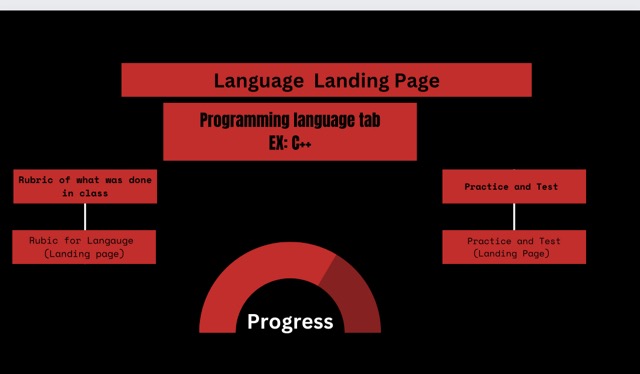 Language Landing Page
Programming language tab
EX: C++
Rubric of what was done
in class
Practice and Test
Rubic for Langauge
(Landing page)
Practice and Test
(Landing Page)
Progress